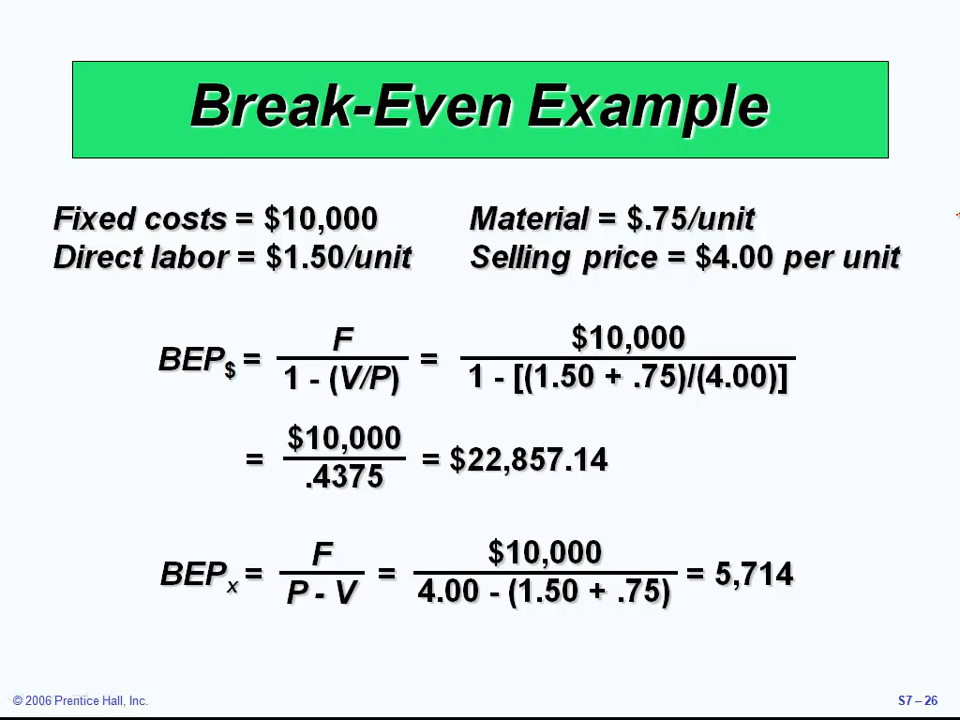 Break-Even Example
Fixed costs = $10,000 Material = $.75/unit
Direct labor = $1.50/unit Selling price = $4.00 per unit
BEP$ = F / 1 - (V/P) = $10,000 / 1 - [(1.50 + .75)/(4.00)]
= $10,000 / .4375 = $22,857.14
BEPx = F / P - V = $10,000 / 4.00 - (1.50 + .75) = 5,714
© 2006 Prentice Hall, Inc. S7 – 26